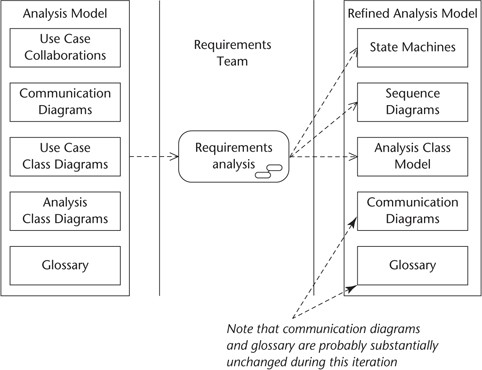 Analysis Model
Use Case
Collaborations
Communication
Diagrams
Use Case
Class Diagrams
Analysis
Class Diagrams
Glossary
Requirements
Team
Requirements
analysis
Refined Analysis Model
State Machines
Sequence
Diagrams
Analysis Class
Model
Communication
Diagrams
Glossary
Note that communication diagrams
and glossary are probably substantially
unchanged during this iteration